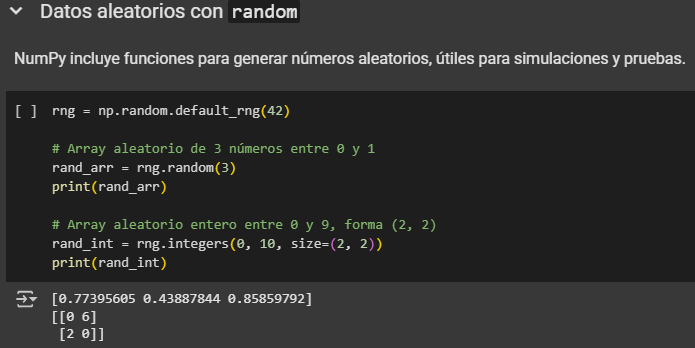 Datos aleatorios con random
NumPy incluye funciones para generar números aleatorios, útiles para simulaciones y pruebas.
[ ] rng = np.random.default_rng(42)
# Array aleatorio de 3 números entre 0 y 1
rand_arr = rng.random(3)
print(rand_arr)
# Array aleatorio entero entre 0 y 9, forma (2, 2)
rand_int = rng.integers(0, 10, size=(2, 2))
print(rand_int)
[0.77395605 0.43887844 0.85859792]
[[0 6]
[2 0]]